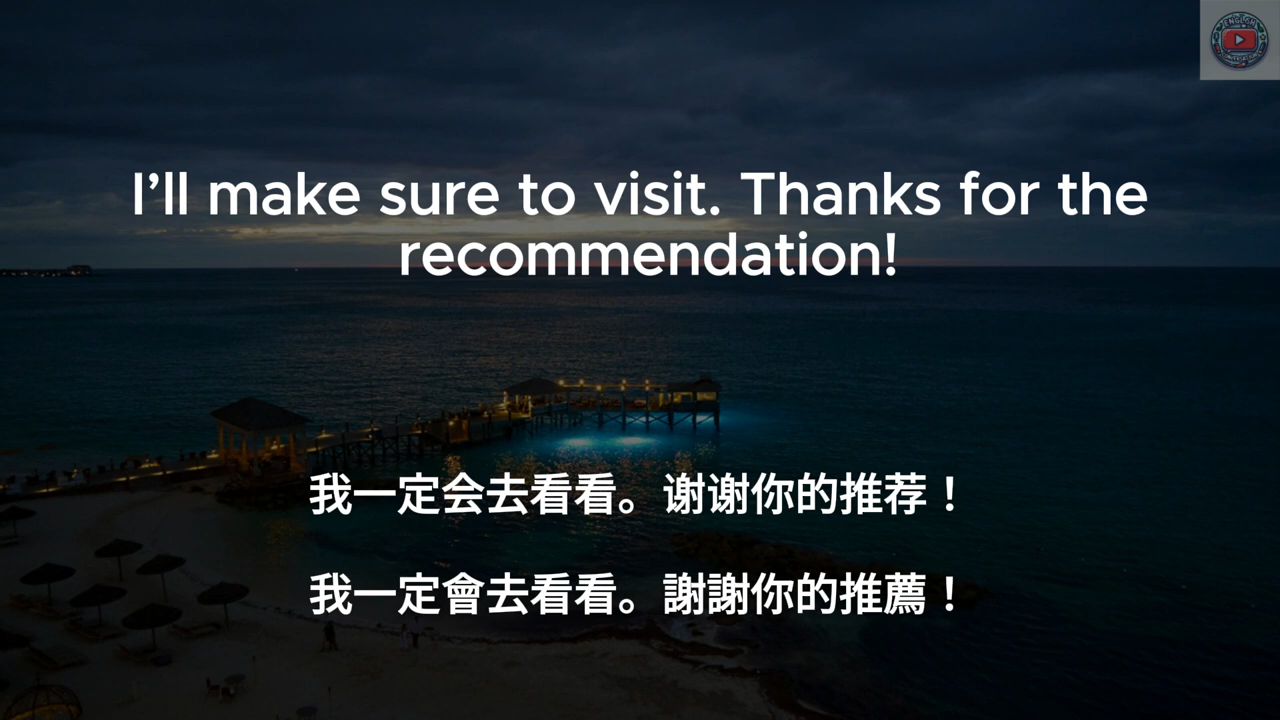 I’ll make sure to visit. Thanks for the
recommendation!
我一定会去看看。谢谢你的推荐！
我一定會去看看。謝謝你的推薦！